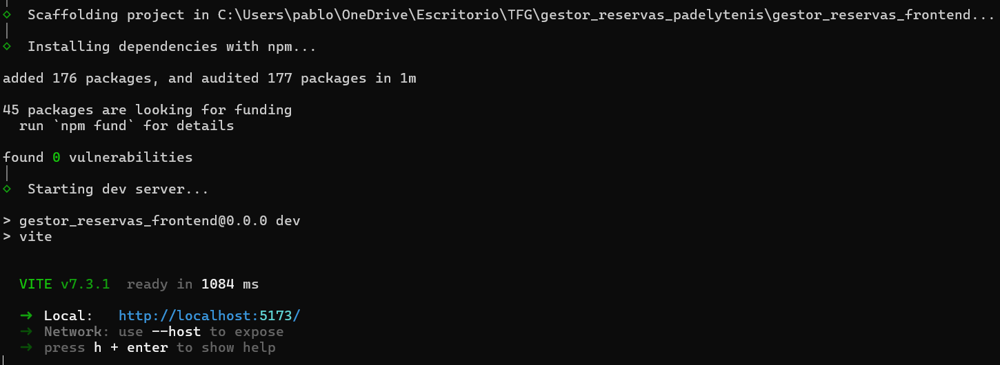 ◇  Scaffolding project in C:\Users\pablo\OneDrive\Escritorio\TFG\gestor_reservas_padelytenis\gestor_reservas_frontend...
◇  Installing dependencies with npm...
added 176 packages, and audited 177 packages in 1m
45 packages are looking for funding
  run `npm fund` for details
found 0 vulnerabilities
◇  Starting dev server...
> gestor_reservas_frontend@0.0.0 dev
> vite
  VITE v7.3.1  ready in 1084 ms
  ➜  Local:   http://localhost:5173/
  ➜  Network: use --host to expose
  ➜  press h + enter to show help